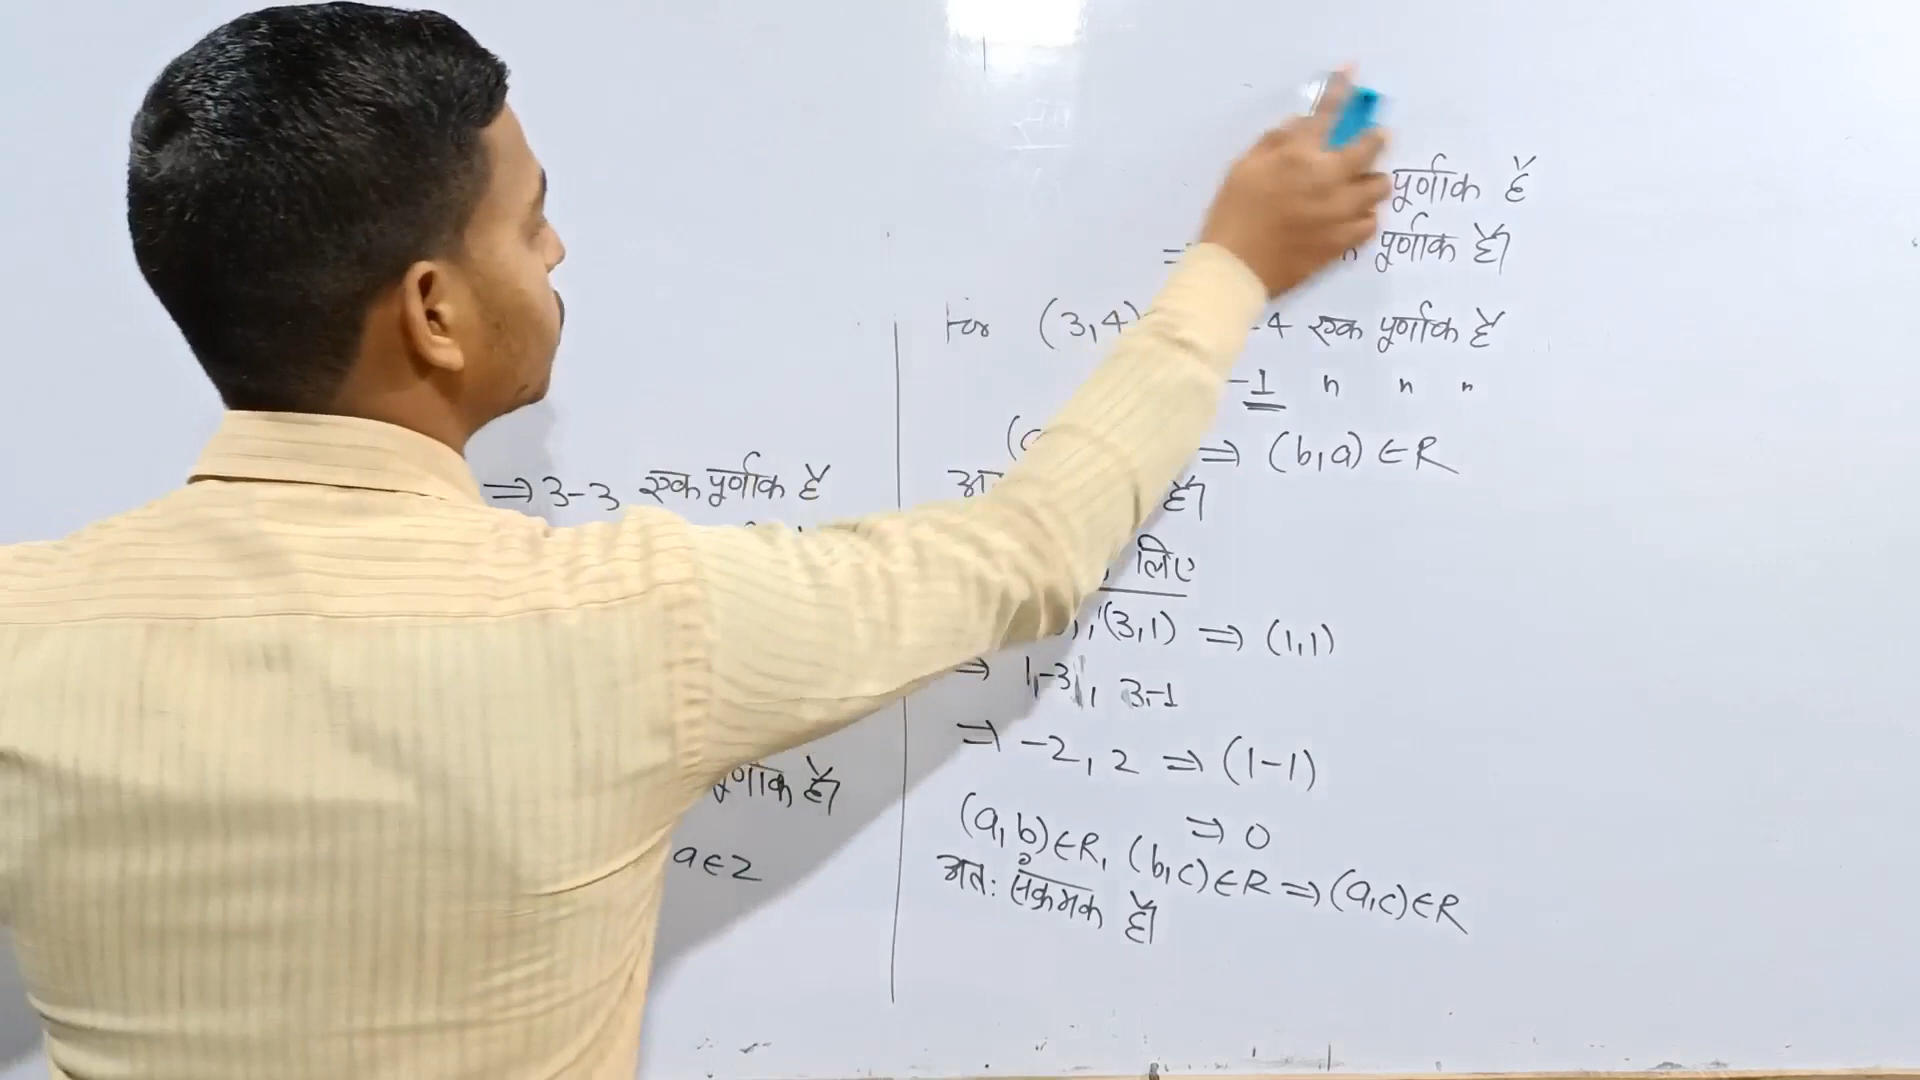 ⇒ 3-3 एक पूर्णाक है
पूर्णाक है।
a ∈ Z
पूर्णाक है
पूर्णाक है।
For (3,4) -4 एक पूर्णाक है
-1 " " "
⇒ (b,a) ∈ R
है।
लिए
,(3,1) ⇒ (1,1)
⇒ 1-3, 3-1
⇒ -2, 2 ⇒ (1-1)
⇒ 0
(a,b)∈R, (b,c)∈R ⇒ (a,c)∈R
अत: संक्रमक है।